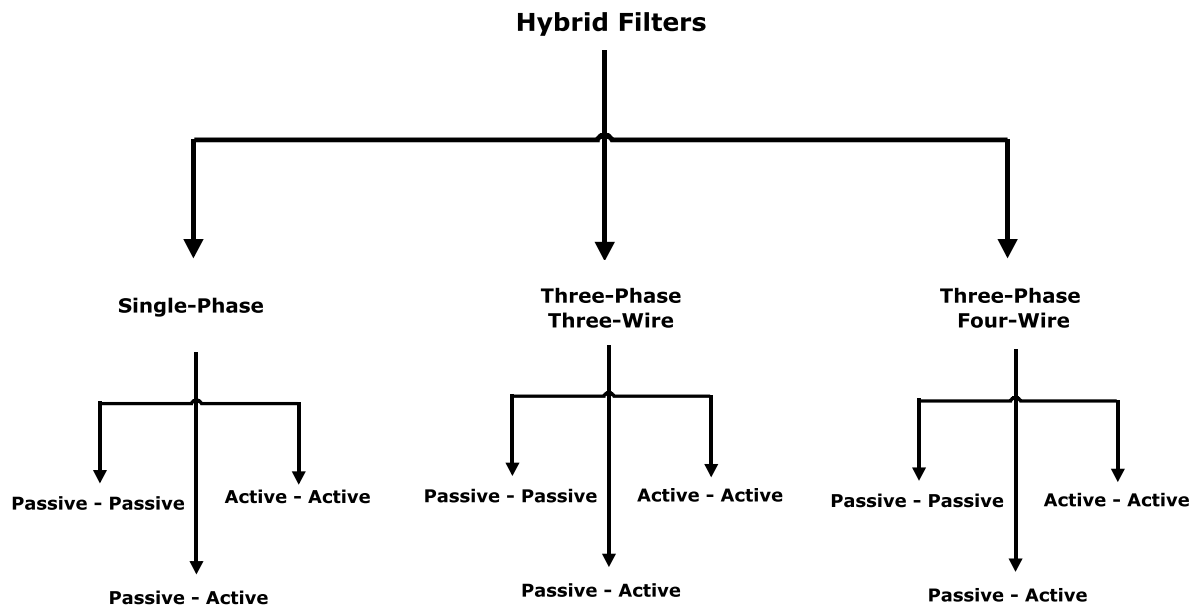 Hybrid Filters
Single-Phase
Three-Phase
Three-Wire
Three-Phase
Four-Wire
Passive - Passive
Active - Active
Passive - Active
Passive - Passive
Active - Active
Passive - Active
Passive - Passive
Active - Active
Passive - Active